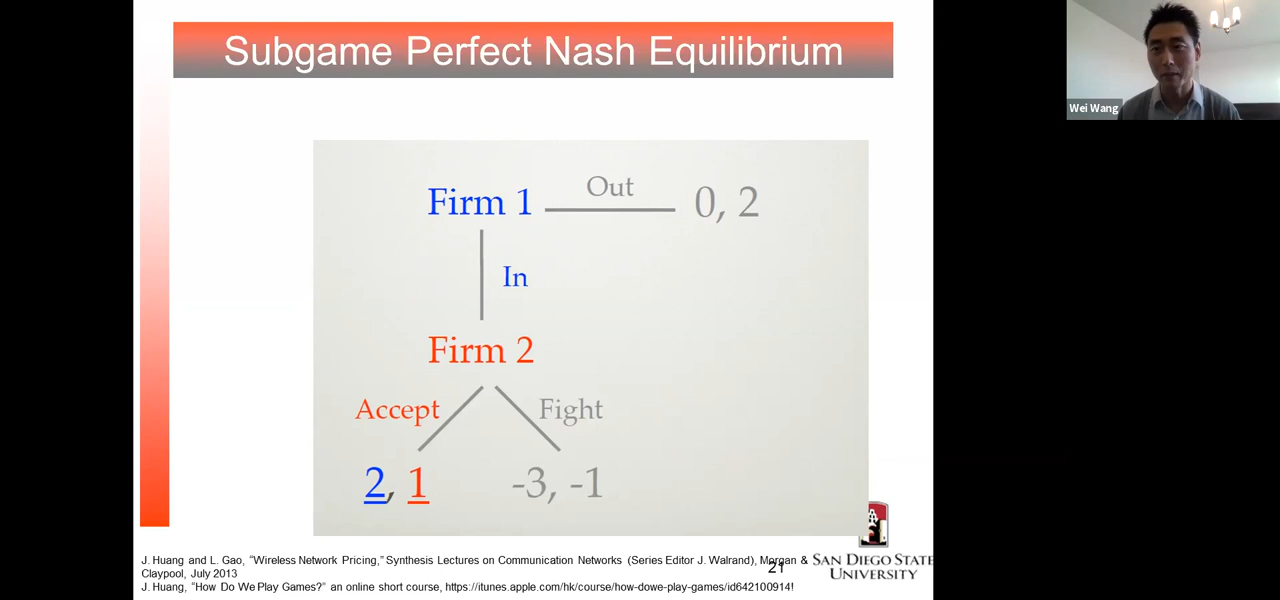 Subgame Perfect Nash Equilibrium
Wei Wang
Firm 1
Out
0, 2
In
Firm 2
Accept
Fight
2, 1
-3, -1
J. Huang and L. Gao, “Wireless Network Pricing,” Synthesis Lectures on Communication Networks (Series Editor J. Walrand), Morgan &
Claypool, July 2013
J. Huang, “How Do We Play Games?” an online short course, https://itunes.apple.com/hk/course/how-dowe-play-games/id642100914!
21
SAN DIEGO STATE
UNIVERSITY